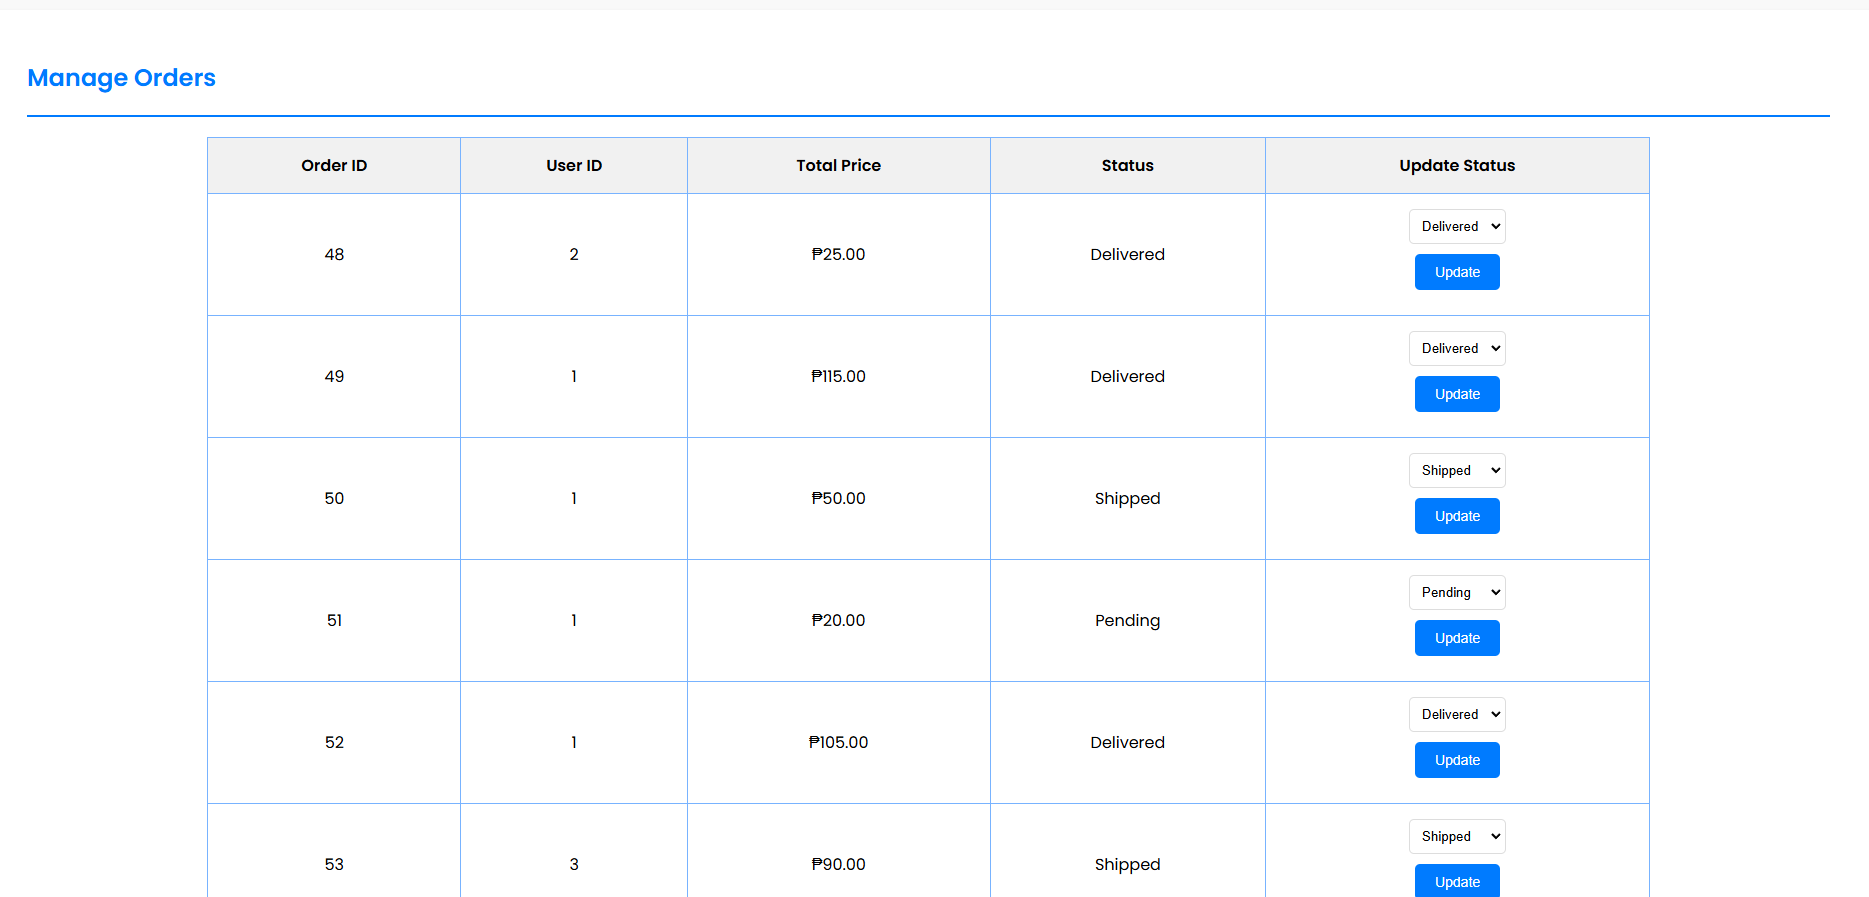 Manage Orders
Order ID User ID Total Price Status Update Status
48 2 ₱25.00 Delivered Delivered
Update
49 1 ₱115.00 Delivered Delivered
Update
50 1 ₱50.00 Shipped Shipped
Update
51 1 ₱20.00 Pending Pending
Update
52 1 ₱105.00 Delivered Delivered
Update
53 3 ₱90.00 Shipped Shipped
Update